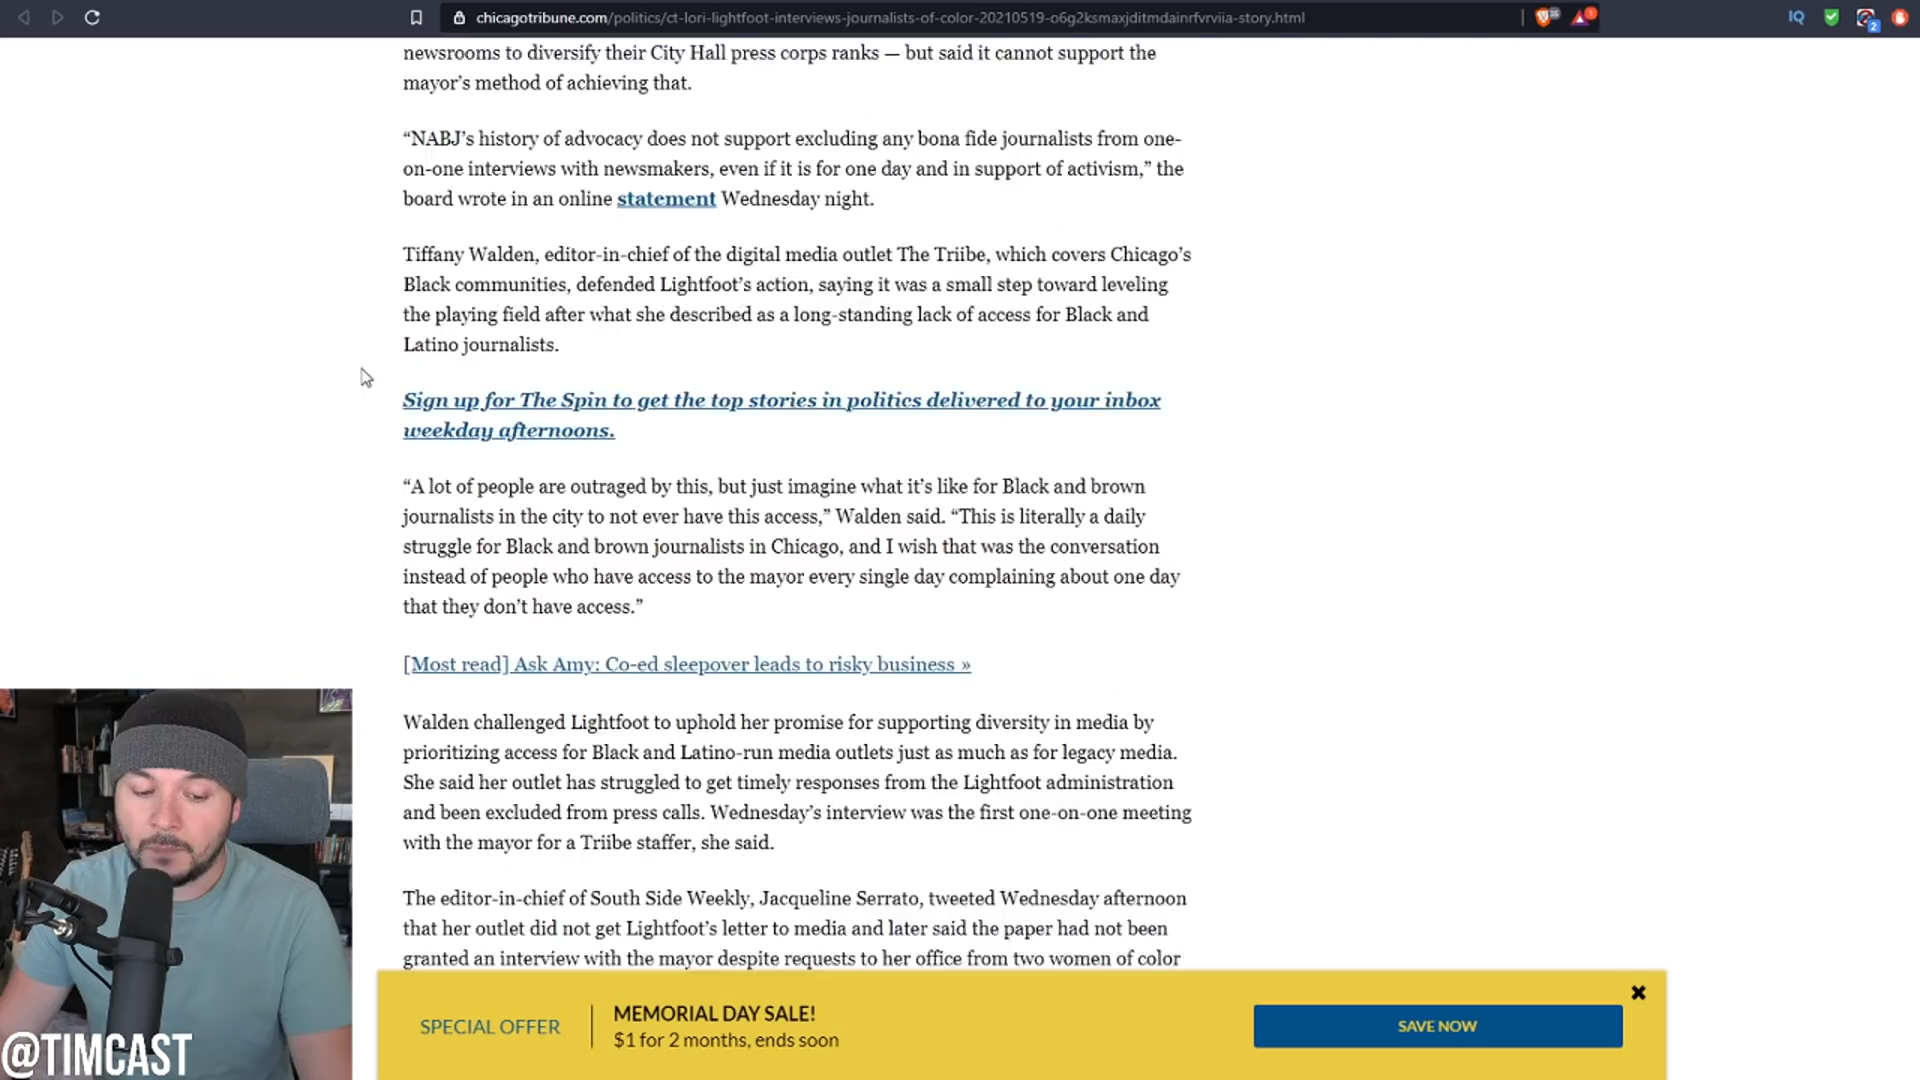 chicagotribune.com/politics/ct-lori-lightfoot-interviews-journalists-of-color-20210519-o6g2ksmaxjditmdainrfvrviia-story.html
IQ
2
newsrooms to diversify their City Hall press corps ranks — but said it cannot support the
mayor’s method of achieving that.
“NABJ’s history of advocacy does not support excluding any bona fide journalists from one-
on-one interviews with newsmakers, even if it is for one day and in support of activism,” the
board wrote in an online statement Wednesday night.
Tiffany Walden, editor-in-chief of the digital media outlet The Triibe, which covers Chicago’s
Black communities, defended Lightfoot’s action, saying it was a small step toward leveling
the playing field after what she described as a long-standing lack of access for Black and
Latino journalists.
Sign up for The Spin to get the top stories in politics delivered to your inbox
weekday afternoons.
“A lot of people are outraged by this, but just imagine what it’s like for Black and brown
journalists in the city to not ever have this access,” Walden said. “This is literally a daily
struggle for Black and brown journalists in Chicago, and I wish that was the conversation
instead of people who have access to the mayor every single day complaining about one day
that they don’t have access.”
[Most read] Ask Amy: Co-ed sleepover leads to risky business »
Walden challenged Lightfoot to uphold her promise for supporting diversity in media by
prioritizing access for Black and Latino-run media outlets just as much as for legacy media.
She said her outlet has struggled to get timely responses from the Lightfoot administration
and been excluded from press calls. Wednesday’s interview was the first one-on-one meeting
with the mayor for a Triibe staffer, she said.
The editor-in-chief of South Side Weekly, Jacqueline Serrato, tweeted Wednesday afternoon
that her outlet did not get Lightfoot’s letter to media and later said the paper had not been
granted an interview with the mayor despite requests to her office from two women of color
SPECIAL OFFER
MEMORIAL DAY SALE!
$1 for 2 months, ends soon
SAVE NOW
@TIMCAST